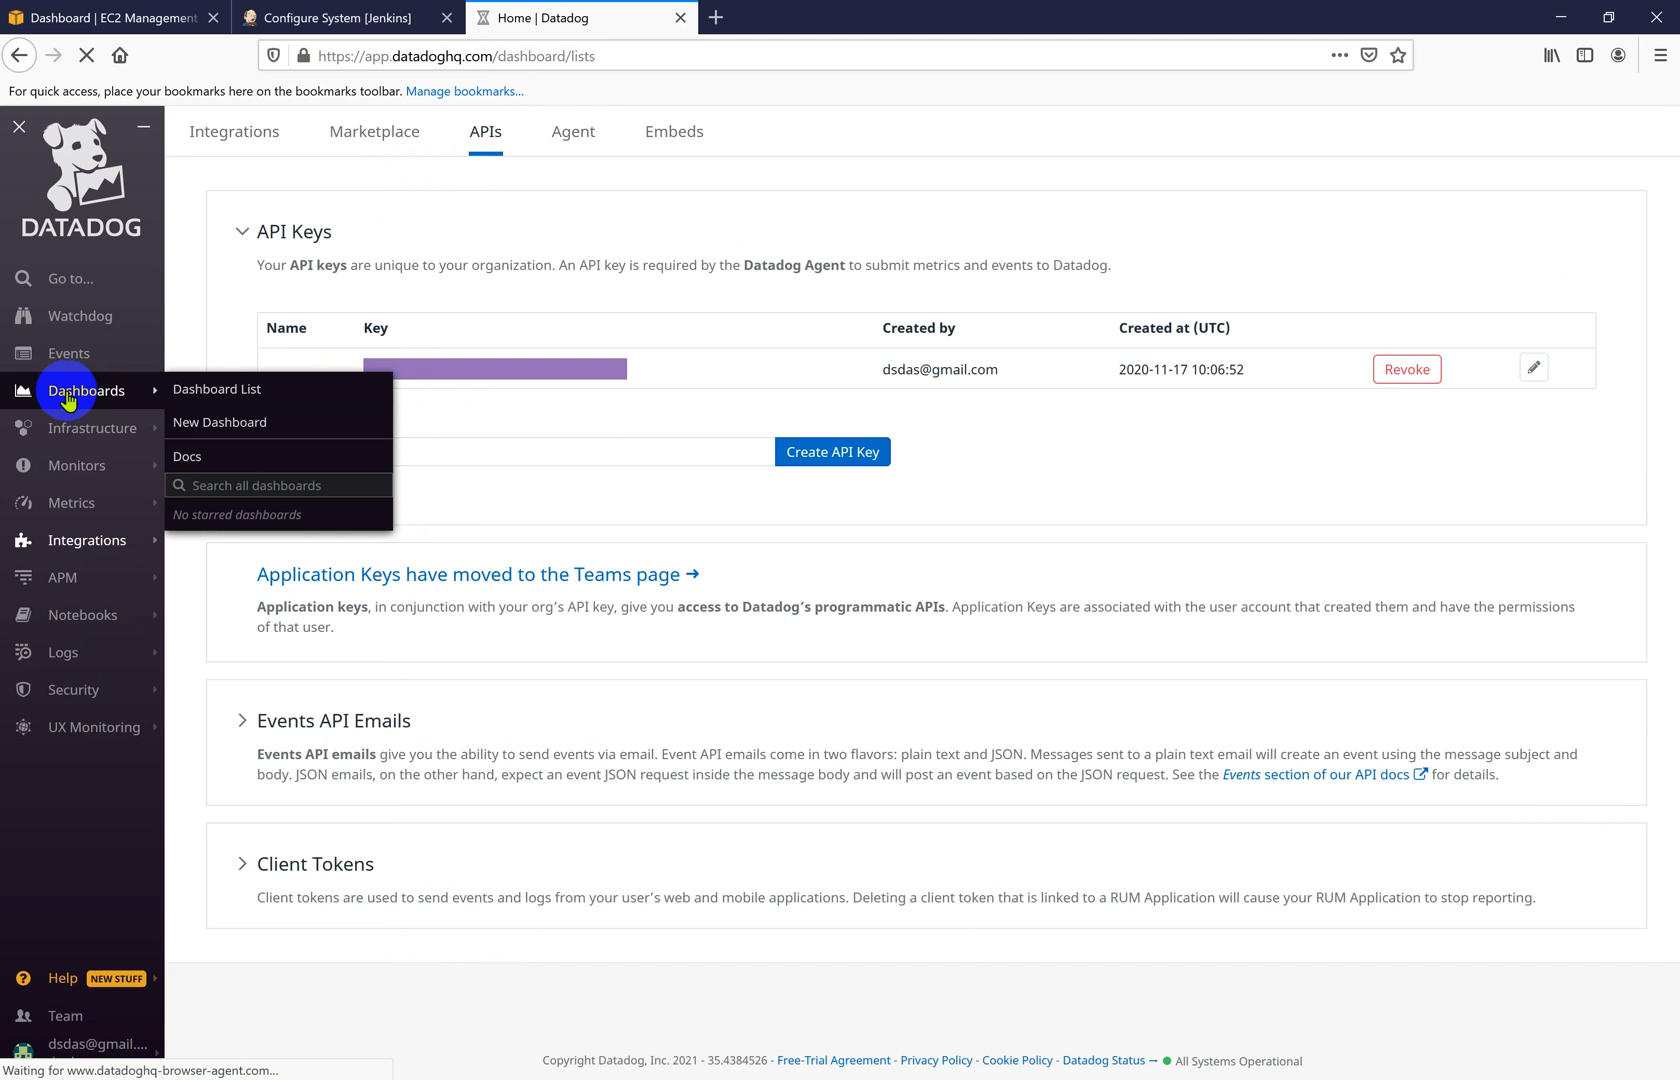 Dashboard | EC2 Management
Configure System [Jenkins]
Home | Datadog
https://app.datadoghq.com/dashboard/lists
For quick access, place your bookmarks here on the bookmarks toolbar. Manage bookmarks...
DATADOG
Go to...
Watchdog
Events
Dashboards
Infrastructure
Monitors
Metrics
Integrations
APM
Notebooks
Logs
Security
UX Monitoring
Help NEW STUFF
Team
dsdas@gmail....
Waiting for www.datadoghq-browser-agent.com...
Dashboard List
New Dashboard
Docs
Search all dashboards
No starred dashboards
Integrations Marketplace APIs Agent Embeds
API Keys
Your API keys are unique to your organization. An API key is required by the Datadog Agent to submit metrics and events to Datadog.
Name Key Created by Created at (UTC)
dsdas@gmail.com 2020-11-17 10:06:52 Revoke
Create API Key
Application Keys have moved to the Teams page →
Application keys, in conjunction with your org's API key, give you access to Datadog's programmatic APIs. Application Keys are associated with the user account that created them and have the permissions
of that user.
Events API Emails
Events API emails give you the ability to send events via email. Event API emails come in two flavors: plain text and JSON. Messages sent to a plain text email will create an event using the message subject and
body. JSON emails, on the other hand, expect an event JSON request inside the message body and will post an event based on the JSON request. See the Events section of our API docs for details.
Client Tokens
Client tokens are used to send events and logs from your user's web and mobile applications. Deleting a client token that is linked to a RUM Application will cause your RUM Application to stop reporting.
Copyright Datadog, Inc. 2021 - 35.4384526 - Free-Trial Agreement - Privacy Policy - Cookie Policy - Datadog Status → All Systems Operational